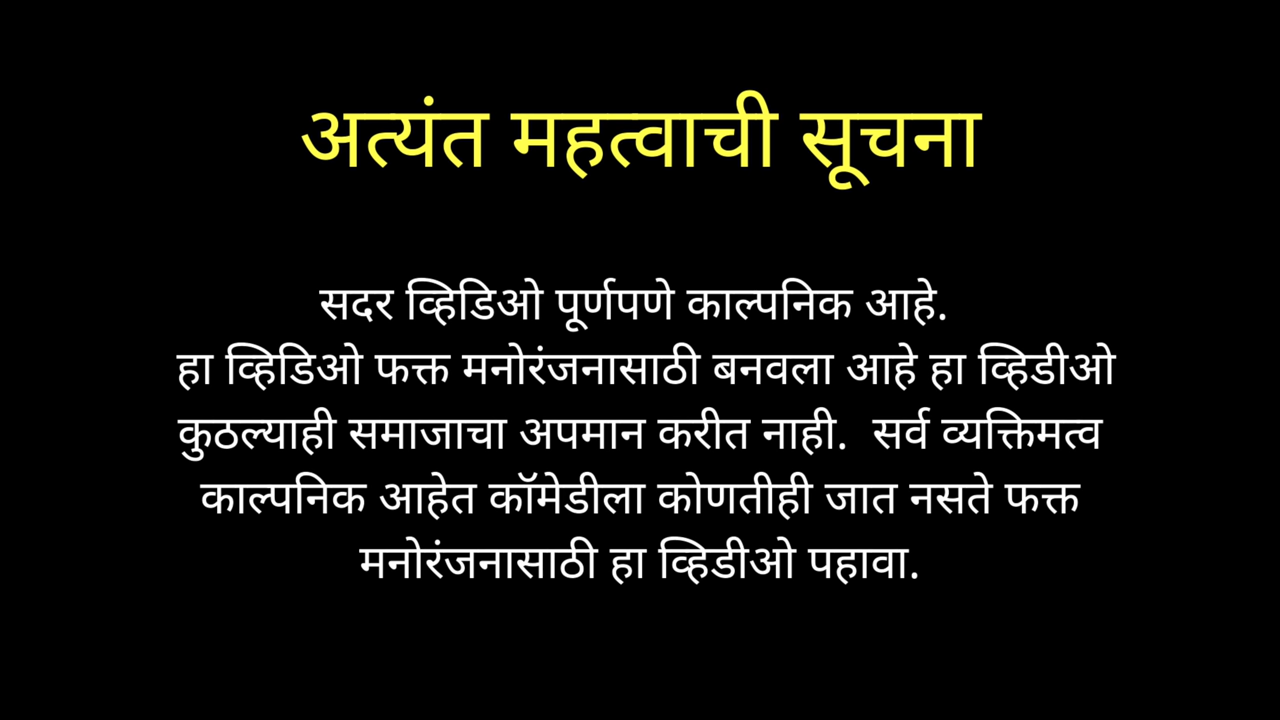 अत्यंत महत्वाची सूचना
सदर व्हिडिओ पूर्णपणे काल्पनिक आहे.
हा व्हिडिओ फक्त मनोरंजनासाठी बनवला आहे हा व्हिडीओ
कुठल्याही समाजाचा अपमान करीत नाही.  सर्व व्यक्तिमत्व
काल्पनिक आहेत कॉमेडीला कोणतीही जात नसते फक्त
मनोरंजनासाठी हा व्हिडीओ पहावा.